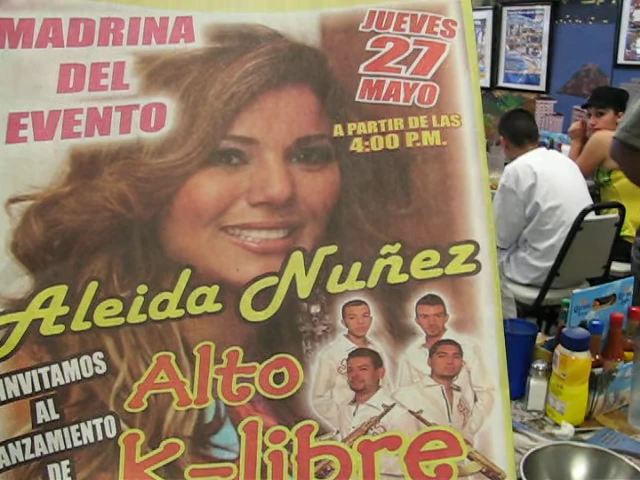 MADRINA
DEL
EVENTO
JUEVES
27
MAYO
A PARTIR DE LAS
4:00 P.M.
Aleida Nuñez
INVITAMOS
AL
LANZAMIENTO
DE
Alto
K-libre